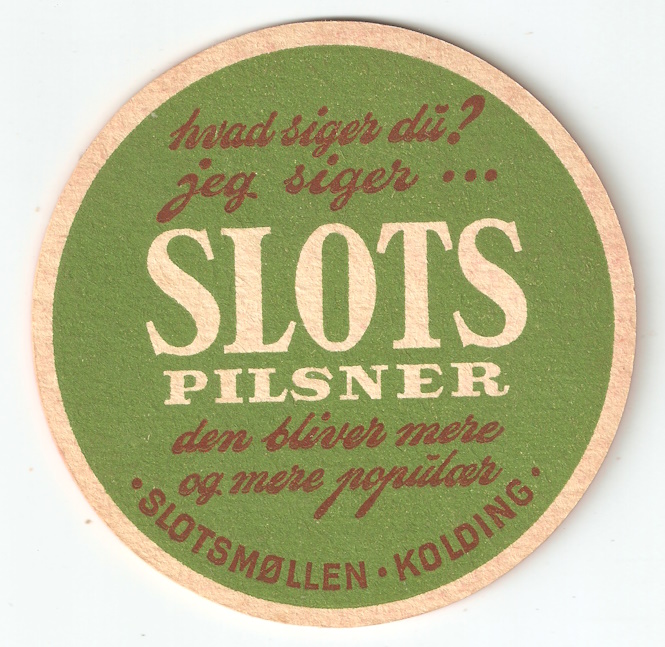 hvad siger du?
jeg siger ...
SLOTS
PILSNER
den bliver mere
og mere populær
· SLOTSMØLLEN · KOLDING ·